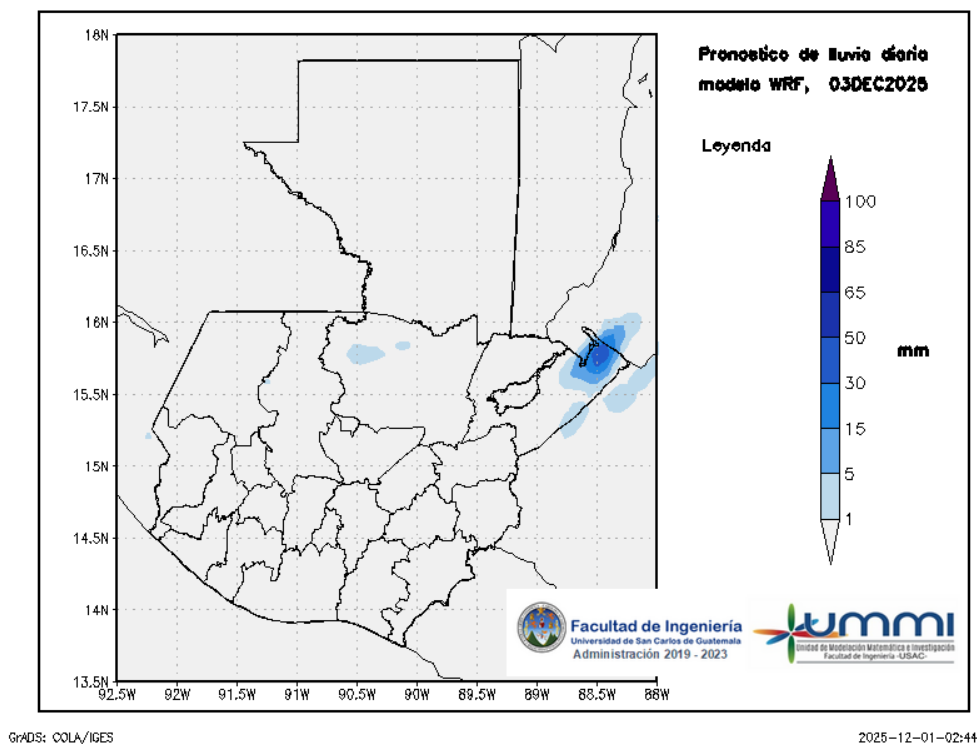 Pronostico de lluvia diaria
modelo WRF, 03DEC2025
Leyenda
100
85
65
50
30
15
5
1
mm
18N
17.5N
17N
16.5N
16N
15.5N
15N
14.5N
14N
13.5N
92.5W 92W 91.5W 91W 90.5W 90W 89.5W 89W 88.5W 88W
Facultad de Ingeniería
Universidad de San Carlos de Guatemala
Administración 2019 - 2023
ummi
Unidad de Modelación Matemática e Investigación
Facultad de Ingeniería -USAC-
GrADS: COLA/IGES
2025-12-01-02:44